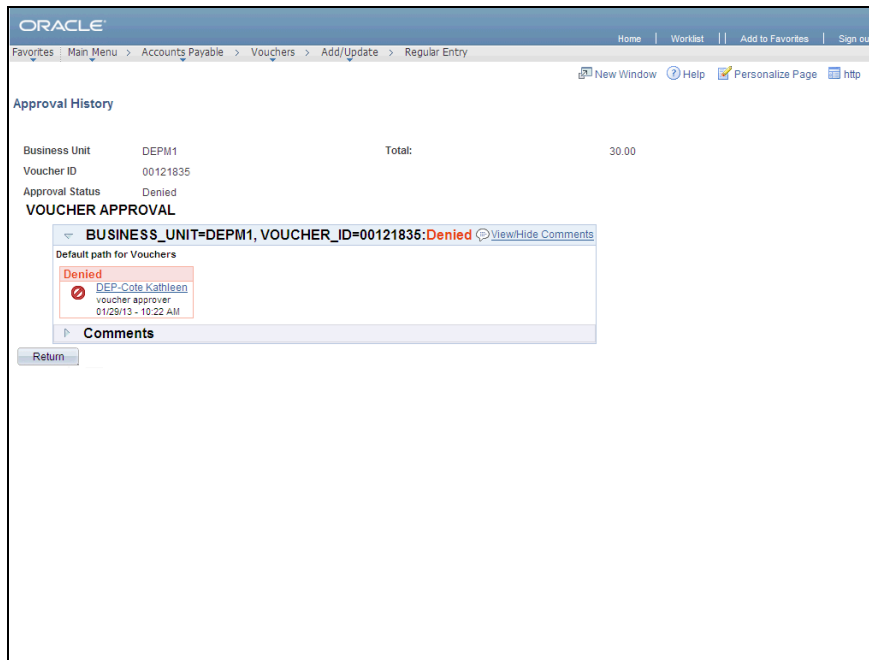 ORACLE
Home | Worklist | | Add to Favorites | Sign ou
Favorites Main Menu > Accounts Payable > Vouchers > Add/Update > Regular Entry
New Window ? Help Personalize Page http
Approval History
Business Unit DEPM1 Total: 30.00
Voucher ID 00121835
Approval Status Denied
VOUCHER APPROVAL
BUSINESS_UNIT=DEPM1, VOUCHER_ID=00121835:Denied View/Hide Comments
Default path for Vouchers
Denied
DEP-Cote Kathleen
voucher approver
01/29/13 - 10:22 AM
Comments
Return